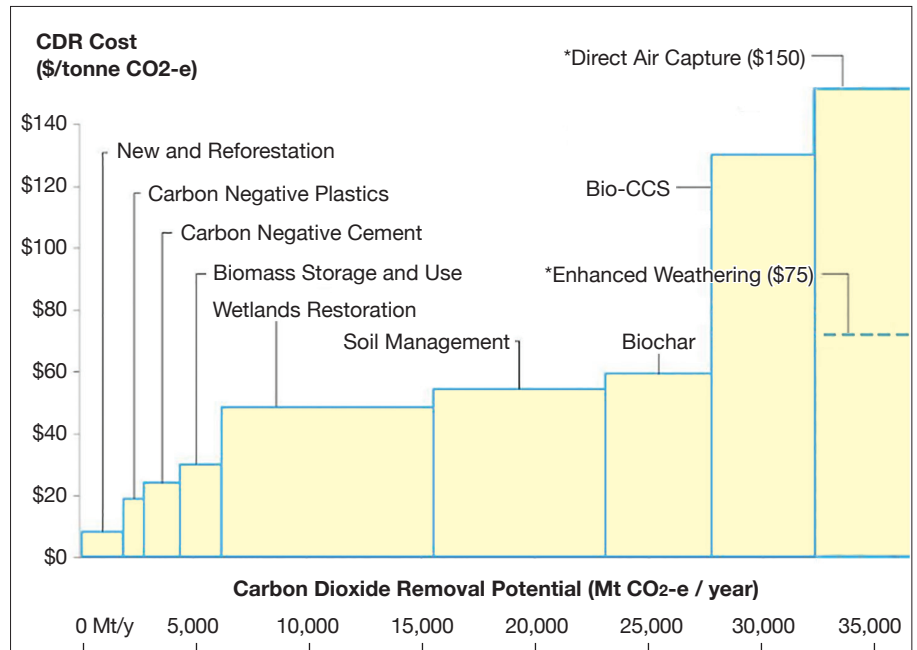 CDR Cost
($/tonne CO2-e)
*Direct Air Capture ($150)
$140
New and Reforestation
$120
Carbon Negative Plastics
Bio-CCS
Carbon Negative Cement
$100
Biomass Storage and Use
*Enhanced Weathering ($75)
$80
Wetlands Restoration
Soil Management
Biochar
$60
$40
$20
$0
Carbon Dioxide Removal Potential (Mt CO2-e / year)
0 Mt/y 5,000 10,000 15,000 20,000 25,000 30,000 35,000